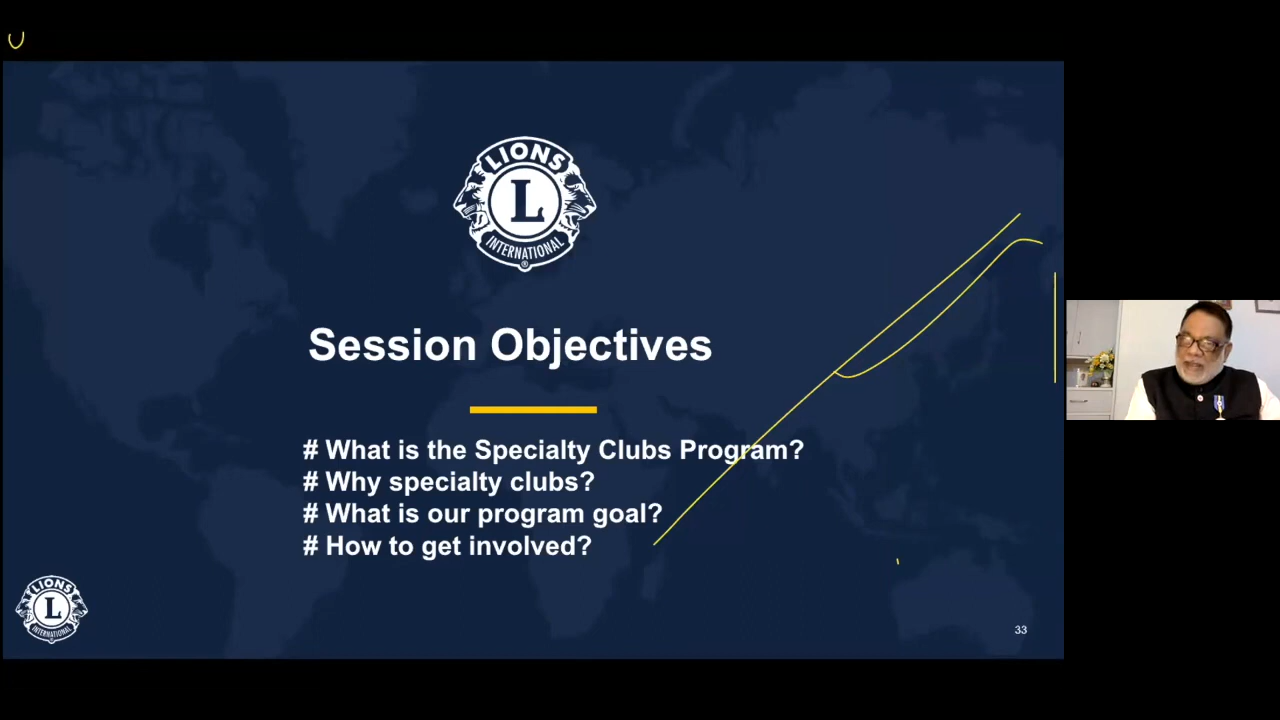 LIONS
L
INTERNATIONAL
®
Session Objectives
# What is the Specialty Clubs Program?
# Why specialty clubs?
# What is our program goal?
# How to get involved?
LIONS
L
INTERNATIONAL
33